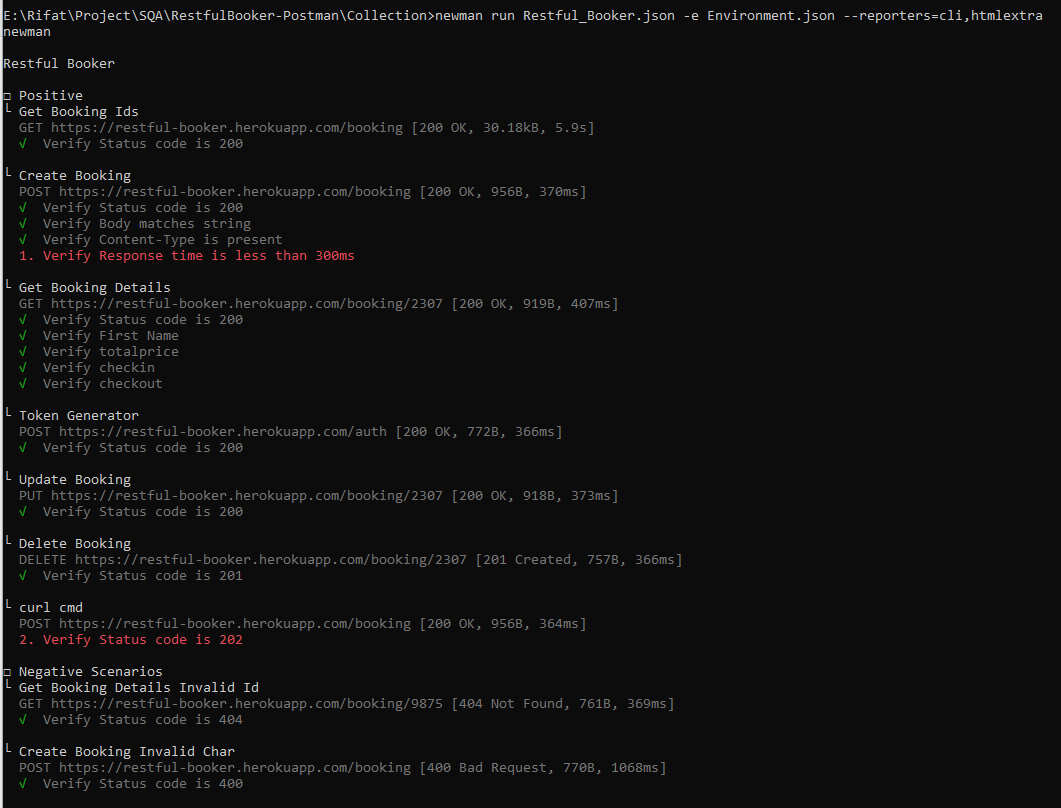 E:\Rifat\Project\SQA\RestfulBooker-Postman\Collection>newman run Restful_Booker.json -e Environment.json --reporters=cli,htmlextra
newman
Restful Booker
□ Positive
└ Get Booking Ids
GET https://restful-booker.herokuapp.com/booking [200 OK, 30.18kB, 5.9s]
√ Verify Status code is 200
└ Create Booking
POST https://restful-booker.herokuapp.com/booking [200 OK, 956B, 370ms]
√ Verify Status code is 200
√ Verify Body matches string
√ Verify Content-Type is present
1. Verify Response time is less than 300ms
└ Get Booking Details
GET https://restful-booker.herokuapp.com/booking/2307 [200 OK, 919B, 407ms]
√ Verify Status code is 200
√ Verify First Name
√ Verify totalprice
√ Verify checkin
√ Verify checkout
└ Token Generator
POST https://restful-booker.herokuapp.com/auth [200 OK, 772B, 366ms]
√ Verify Status code is 200
└ Update Booking
PUT https://restful-booker.herokuapp.com/booking/2307 [200 OK, 918B, 373ms]
√ Verify Status code is 200
└ Delete Booking
DELETE https://restful-booker.herokuapp.com/booking/2307 [201 Created, 757B, 366ms]
√ Verify Status code is 201
└ curl cmd
POST https://restful-booker.herokuapp.com/booking [200 OK, 956B, 364ms]
2. Verify Status code is 202
□ Negative Scenarios
└ Get Booking Details Invalid Id
GET https://restful-booker.herokuapp.com/booking/9875 [404 Not Found, 761B, 369ms]
√ Verify Status code is 404
└ Create Booking Invalid Char
POST https://restful-booker.herokuapp.com/booking [400 Bad Request, 770B, 1068ms]
√ Verify Status code is 400